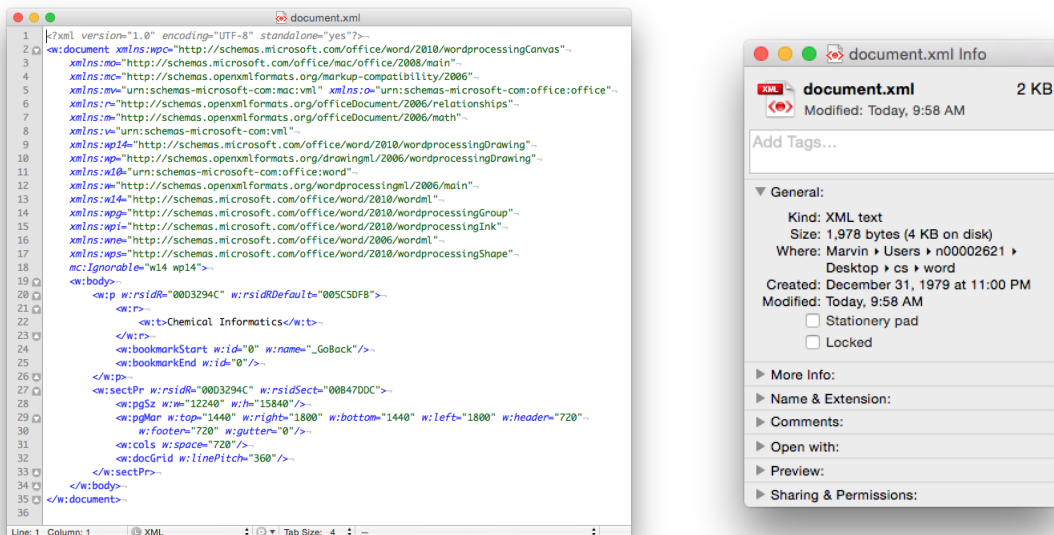 document.xml
1 <?xml version="1.0" encoding="UTF-8" standalone="yes"?>¬
2 <w:document xmlns:wpc="http://schemas.microsoft.com/office/word/2010/wordprocessingCanvas"¬
3 xmlns:mo="http://schemas.microsoft.com/office/mac/office/2008/main"¬
4 xmlns:mc="http://schemas.openxmlformats.org/markup-compatibility/2006"¬
5 xmlns:mv="urn:schemas-microsoft-com:mac:vml" xmlns:o="urn:schemas-microsoft-com:office:office"¬
6 xmlns:r="http://schemas.openxmlformats.org/officeDocument/2006/relationships"¬
7 xmlns:m="http://schemas.openxmlformats.org/officeDocument/2006/math"¬
8 xmlns:v="urn:schemas-microsoft-com:vml"¬
9 xmlns:wp14="http://schemas.microsoft.com/office/word/2010/wordprocessingDrawing"¬
10 xmlns:wp="http://schemas.openxmlformats.org/drawingml/2006/wordprocessingDrawing"¬
11 xmlns:w10="urn:schemas-microsoft-com:office:word"¬
12 xmlns:w="http://schemas.openxmlformats.org/wordprocessingml/2006/main"¬
13 xmlns:w14="http://schemas.microsoft.com/office/word/2010/wordml"¬
14 xmlns:wpg="http://schemas.microsoft.com/office/word/2010/wordprocessingGroup"¬
15 xmlns:wpi="http://schemas.microsoft.com/office/word/2010/wordprocessingInk"¬
16 xmlns:wne="http://schemas.microsoft.com/office/word/2006/wordml"¬
17 xmlns:wps="http://schemas.microsoft.com/office/word/2010/wordprocessingShape"¬
18 mc:Ignorable="w14 wp14">¬
19 <w:body>¬
20 <w:p w:rsidR="00D3294C" w:rsidRDefault="005C5DFB">¬
21 <w:r>¬
22 <w:t>Chemical Informatics</w:t>¬
23 </w:r>¬
24 <w:bookmarkStart w:id="0" w:name="_GoBack"/>¬
25 <w:bookmarkEnd w:id="0"/>¬
26 </w:p>¬
27 <w:sectPr w:rsidR="00D3294C" w:rsidSect="00B47DDC">¬
28 <w:pgSz w:w="12240" w:h="15840"/>¬
29 <w:pgMar w:top="1440" w:right="1800" w:bottom="1440" w:left="1800" w:header="720"¬
30 w:footer="720" w:gutter="0"/>¬
31 <w:cols w:space="720"/>¬
32 <w:docGrid w:linePitch="360"/>¬
33 </w:sectPr>¬
34 </w:body>¬
35 </w:document>¬
36
Line: 1 Column: 1 L XML Tab Size: 4 —
document.xml Info
XML document.xml 2 KB
Modified: Today, 9:58 AM
Add Tags...
General:
Kind: XML text
Size: 1,978 bytes (4 KB on disk)
Where: Marvin ▸ Users ▸ n00002621 ▸
Desktop ▸ cs ▸ word
Created: December 31, 1979 at 11:00 PM
Modified: Today, 9:58 AM
Stationery pad
Locked
More Info:
Name & Extension:
Comments:
Open with:
Preview:
Sharing & Permissions: